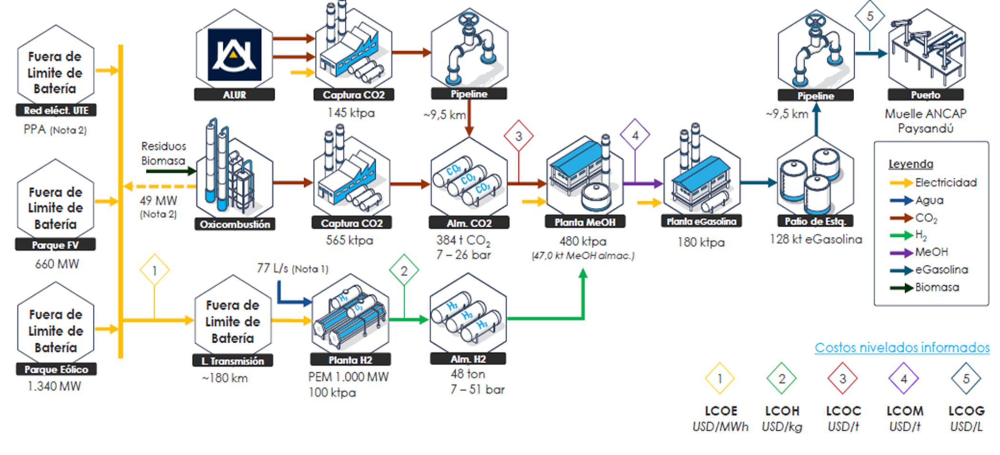 Fuera de
Limite de
Batería
Red eléct. UTE
PPA (Nota 2)
Fuera de
Limite de
Batería
Parque FV
660 MW
Fuera de
Limite de
Batería
Parque Eólico
1.340 MW
ALUR
Captura CO2
145 ktpa
Pipeline
~9,5 km
Residuos
Biomasa
49 MW
(Nota 2)
Oxicombustión
Captura CO2
565 ktpa
CO₂
CO₂
CO₂
Alm. CO2
384 t CO₂
7 – 26 bar
3
Planta MeOH
480 ktpa
(47,0 kt MeOH almac.)
4
Planta eGasolina
180 ktpa
Patio de Estq.
128 kt eGasolina
Pipeline
~9,5 km
5
Puerto
Muelle ANCAP
Paysandú
1
Fuera de
Limite de
Batería
L. Transmisión
~180 km
77 L/s (Nota 1)
H₂
O₂
Planta H2
PEM 1.000 MW
100 ktpa
2
H₂
H₂
H₂
Alm. H2
48 ton
7 – 51 bar
Leyenda
Electricidad
Agua
CO₂
H₂
MeOH
eGasolina
Biomasa
Costos nivelados informados
1 2 3 4 5
LCOE LCOH LCOC LCOM LCOG
USD/MWh USD/kg USD/t USD/t USD/L